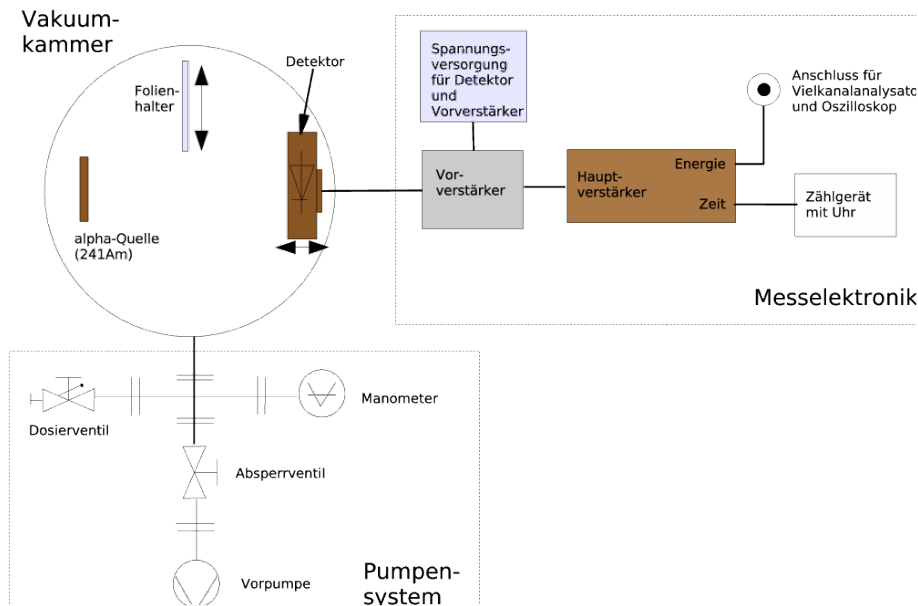 Vakuum-
kammer
Folien-
halter
Detektor
alpha-Quelle
(241Am)
Spannungs-
versorgung
für Detektor
und
Vorverstärker
Vor-
verstärker
Haupt-
verstärker
Energie
Zeit
Anschluss für
Vielkanalanalysato
und Oszilloskop
Zählgerät
mit Uhr
Messelektronik
Dosierventil
Manometer
Absperrventil
Vorpumpe
Pumpen-
system